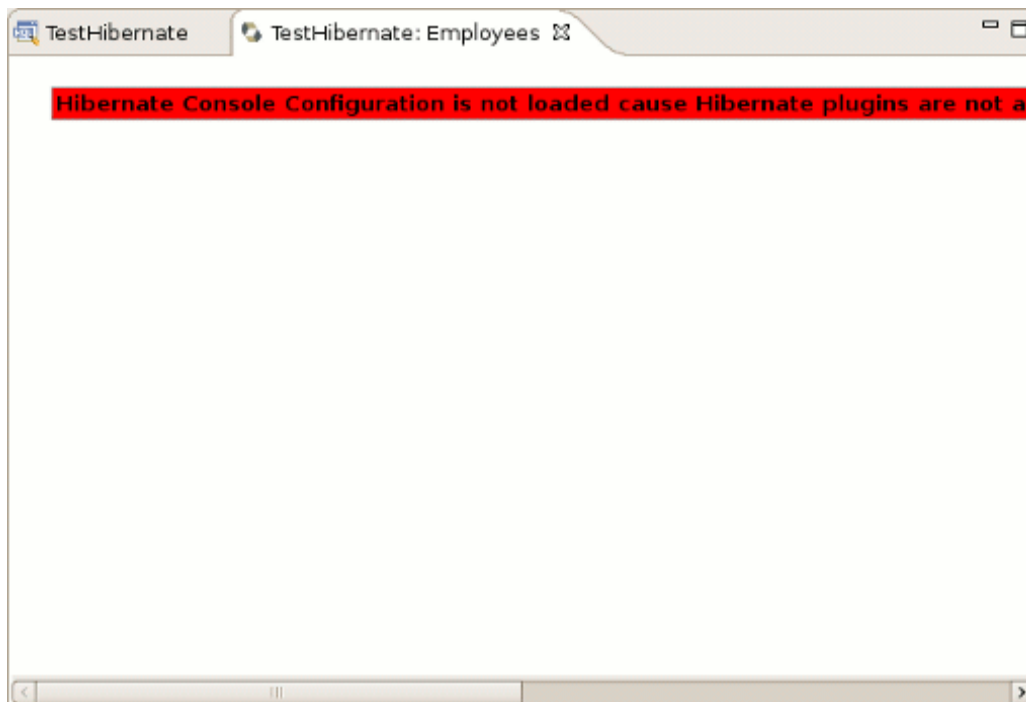 TestHibernate
TestHibernate: Employees
Hibernate Console Configuration is not loaded cause Hibernate plugins are not